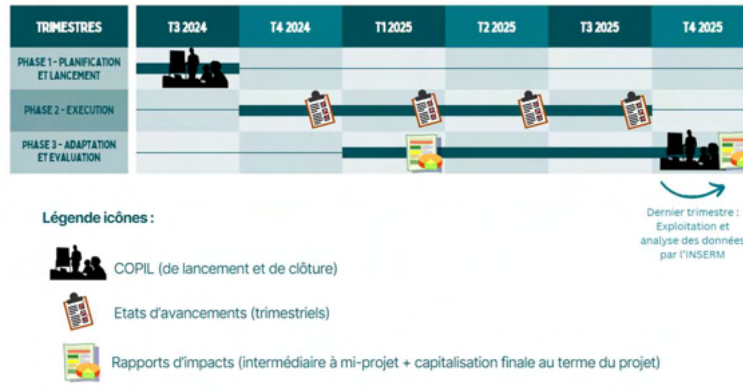 TRIMESTRES T3 2024 T4 2024 T1 2025 T2 2025 T3 2025 T4 2025
PHASE 1 - PLANIFICATION
ET LANCEMENT
PHASE 2 - EXECUTION
PHASE 3 - ADAPTATION
ET EVALUATION
Dernier trimestre :
Exploitation et
analyse des données
par l'INSERM
Légende icônes :
COPIL (de lancement et de clôture)
Etats d'avancements (trimestriels)
Rapports d'impacts (intermédiaire à mi-projet + capitalisation finale au terme du projet)